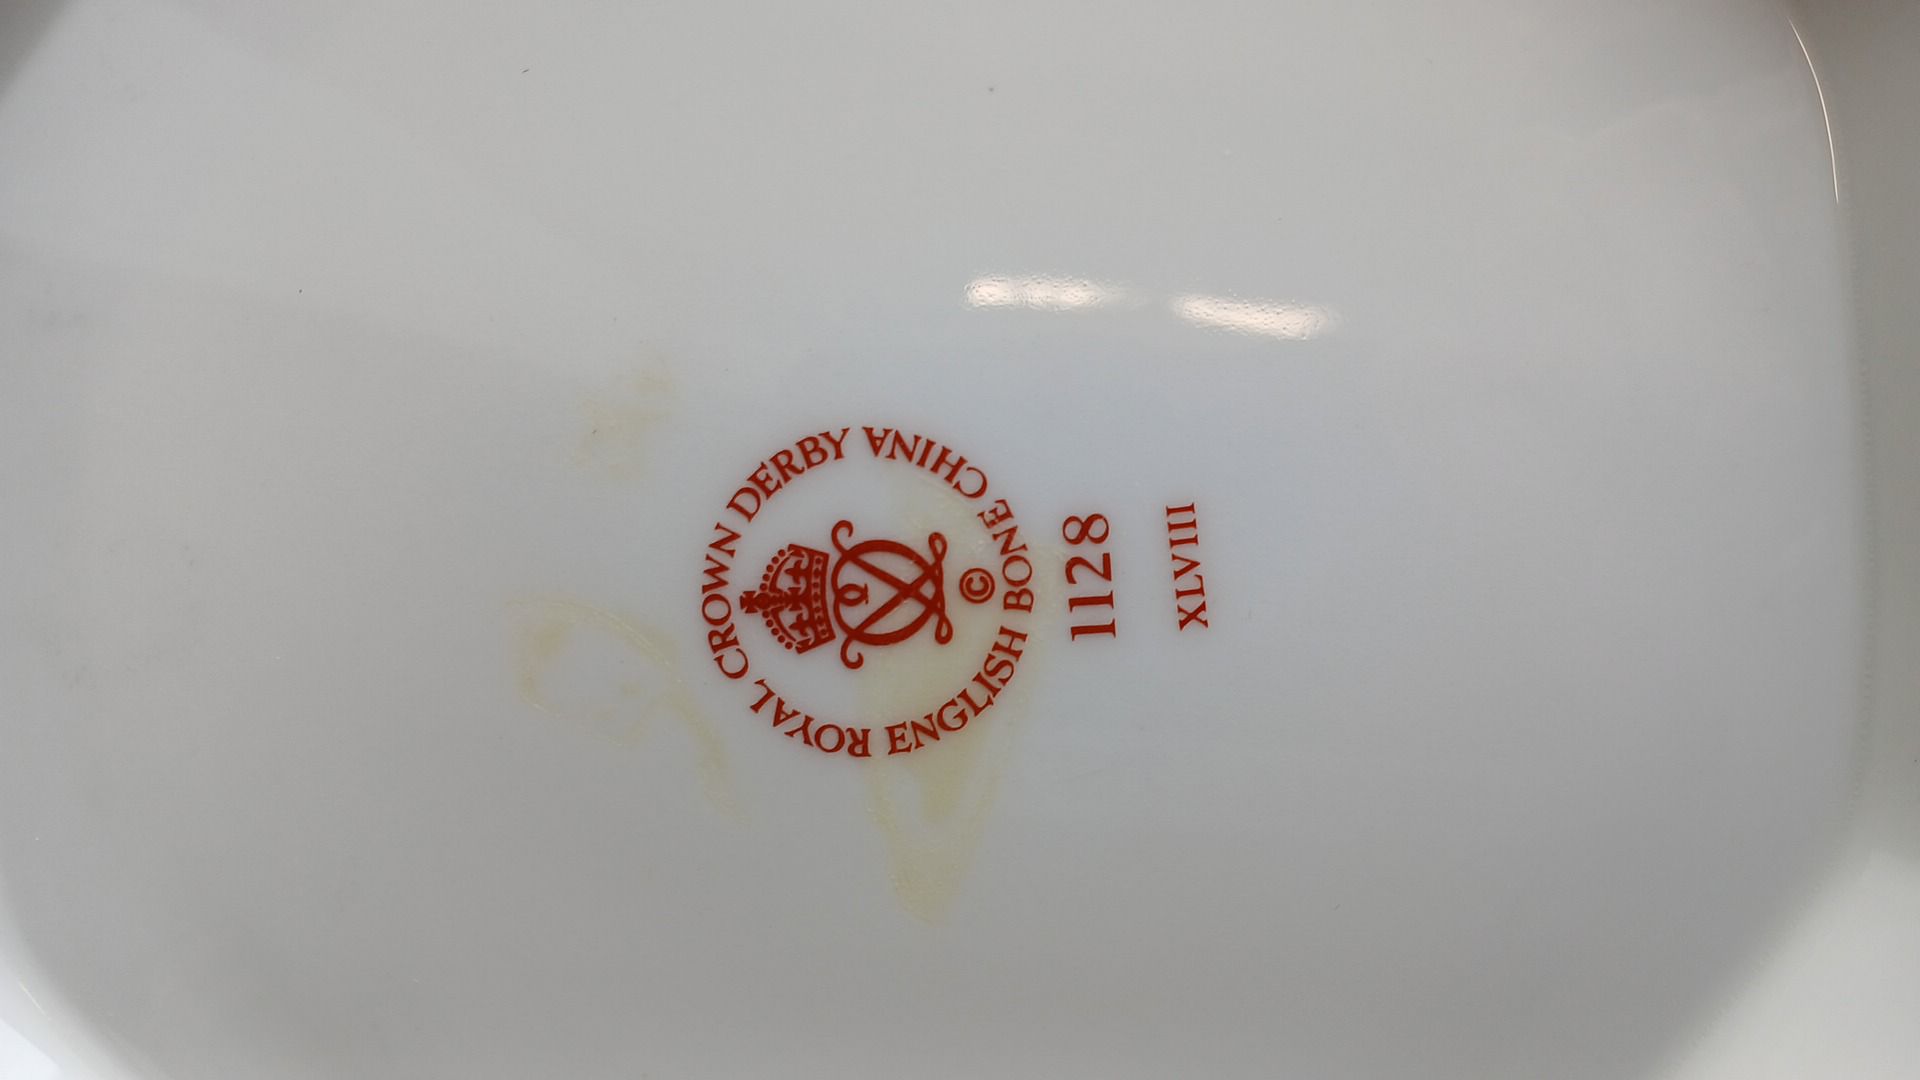 ROYAL CROWN DERBY
ENGLISH BONE CHINA
©
1128
XLVIII